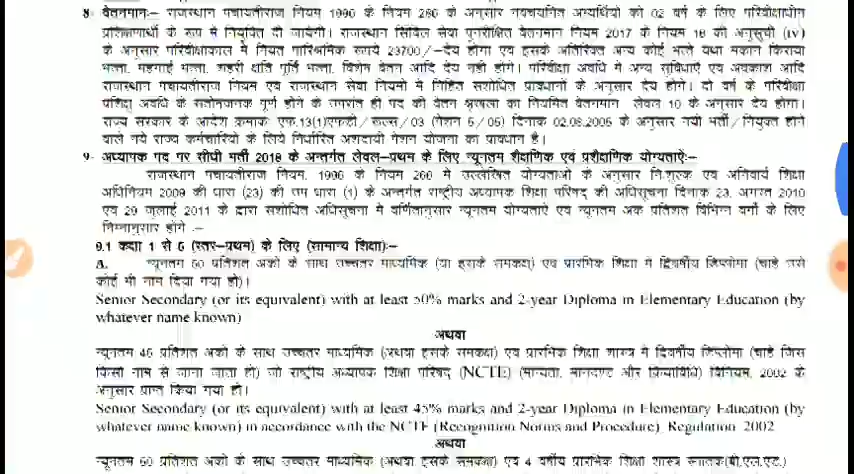 8- वेतनमानः– राजस्थान पंचायतीराज नियम 1996 के नियम 280 के अनुसार नवचयनित अभ्यर्थियों को 02 वर्ष के लिए परिवीक्षाधीन
प्रशिक्षणार्थी के रूप में नियुक्ति दी जायेगी। राजस्थान सिविल सेवा पुनरीक्षित वेतनमान नियम 2017 के नियम 16 की अनुसूची (iv)
के अनुसार परिवीक्षाकाल में नियत पारिश्रमिक रूपये 23700/–देय होगा एवं इसके अतिरिक्त अन्य कोई भत्ते यथा मकान किराया
भत्ता, मंहगाई भत्ता, शहरी क्षति पूर्ति भत्ता, विशेष वेतन आदि देय नहीं होंगे। परिवीक्षा अवधि में अन्य सुविधाएँ एवं अवकाश आदि
राजस्थान पंचायतीराज नियम एवं राजस्थान सेवा नियमों में निहित संशोधित प्रावधानों के अनुसार देय होंगे। दो वर्ष के परिवीक्षा
प्रशिक्षु अवधि के संतोषजनक पूर्ण होने के उपरांत ही पद की वेतन श्रृंखला का नियमित वेतनमान लेवल 10 के अनुसार देय होगा।
राज्य सरकार के आदेश क्रमांक एफ.13(1)एफडी/रूल्स/03 (पेंशन 5/05) दिनांक 02.08.2005 के अनुसार नयी भर्ती/नियुक्त होने
वाले नये राज्य कर्मचारियों के लिये निर्धारित अंशदायी पेंशन योजना का प्रावधान है।
9- अध्यापक पद पर सीधी भर्ती 2018 के अन्तर्गत लेवल–प्रथम के लिए न्यूनतम शैक्षणिक एवं प्रशैक्षणिक योग्यताऐं:–
राजस्थान पंचायतीराज नियम, 1996 के नियम 266 में उल्लेखित योग्यताओं के अनुसार निःशुल्क एवं अनिवार्य शिक्षा
अधिनियम 2009 की धारा (23) की उप धारा (1) के अन्तर्गत राष्ट्रीय अध्यापक शिक्षा परिषद् की अधिसूचना दिनांक 23, अगस्त 2010
एवं 29 जुलाई 2011 के द्वारा संशोधित अधिसूचना में वर्णितानुसार न्यूनतम योग्यताऐं एवं न्यूनतम अंक प्रतिशत विभिन्न वर्गों के लिए
निम्नानुसार होंगे :–
9.1 कक्षा 1 से 5 (स्तर–प्रथम) के लिए (सामान्य शिक्षा):–
A. न्यूनतम 50 प्रतिशत अंकों के साथ उच्चतर माध्यमिक (या इसके समकक्ष) एवं प्रारंभिक शिक्षा में द्विवर्षीय डिप्लोमा (चाहे उसे
कोई भी नाम दिया गया हो)।
Senior Secondary (or its equivalent) with at least 50% marks and 2-year Diploma in Elementary Education (by
whatever name known)
अथवा
न्यूनतम 45 प्रतिशत अंकों के साथ उच्चतर माध्यमिक (अथवा इसके समकक्ष) एवं प्रारंभिक शिक्षा शास्त्र में द्विवर्षीय डिप्लोमा (चाहे जिस
किसी नाम से जाना जाता हो) जो राष्ट्रीय अध्यापक शिक्षा परिषद् (NCTE) (मान्यता, मानदण्ड और क्रियाविधि) विनियम, 2002 के
अनुसार प्राप्त किया गया हो।
Senior Secondary (or its equivalent) with at least 45% marks and 2-year Diploma in Elementary Education (by
whatever name known) in accordance with the NCTE (Recognition Norms and Procedure), Regulation, 2002
अथवा
न्यूनतम 50 प्रतिशत अंकों के साथ उच्चतर माध्यमिक (अथवा इसके समकक्ष) एवं 4 वर्षीय प्रारंभिक शिक्षा शास्त्र स्नातक(बी.एल.एड.)